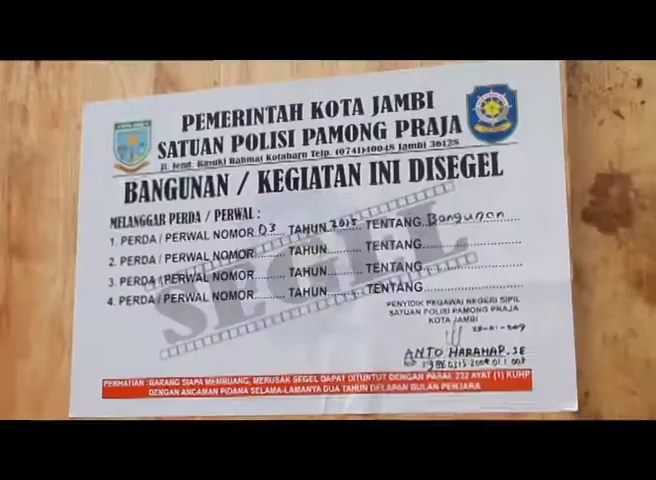 PEMERINTAH KOTA JAMBI
SATUAN POLISI PAMONG PRAJA
Jl. Jend. Basuki Rahmat Kotabaru Telp. (0741)40048 Jambi 36128
BANGUNAN / KEGIATAN INI DISEGEL
MELANGGAR PERDA / PERWAL :
1. PERDA / PERWAL NOMOR 03 TAHUN 2015 TENTANG Bangunan
2. PERDA / PERWAL NOMOR......... TAHUN......... TENTANG.........
3. PERDA / PERWAL NOMOR......... TAHUN......... TENTANG.........
4. PERDA / PERWAL NOMOR......... TAHUN......... TENTANG.........
SEGEL
PENYIDIK PEGAWAI NEGERI SIPIL
SATUAN POLISI PAMONG PRAJA
KOTA JAMBI
ANTO HARAHAP, SE
PERHATIAN : BARANG SIAPA MEMBUANG, MERUSAK SEGEL DAPAT DITUNTUT DENGAN PASAL 232 AYAT (1) KUHP
DENGAN ANCAMAN PIDANA SELAMA-LAMANYA DUA TAHUN DELAPAN BULAN PENJARA